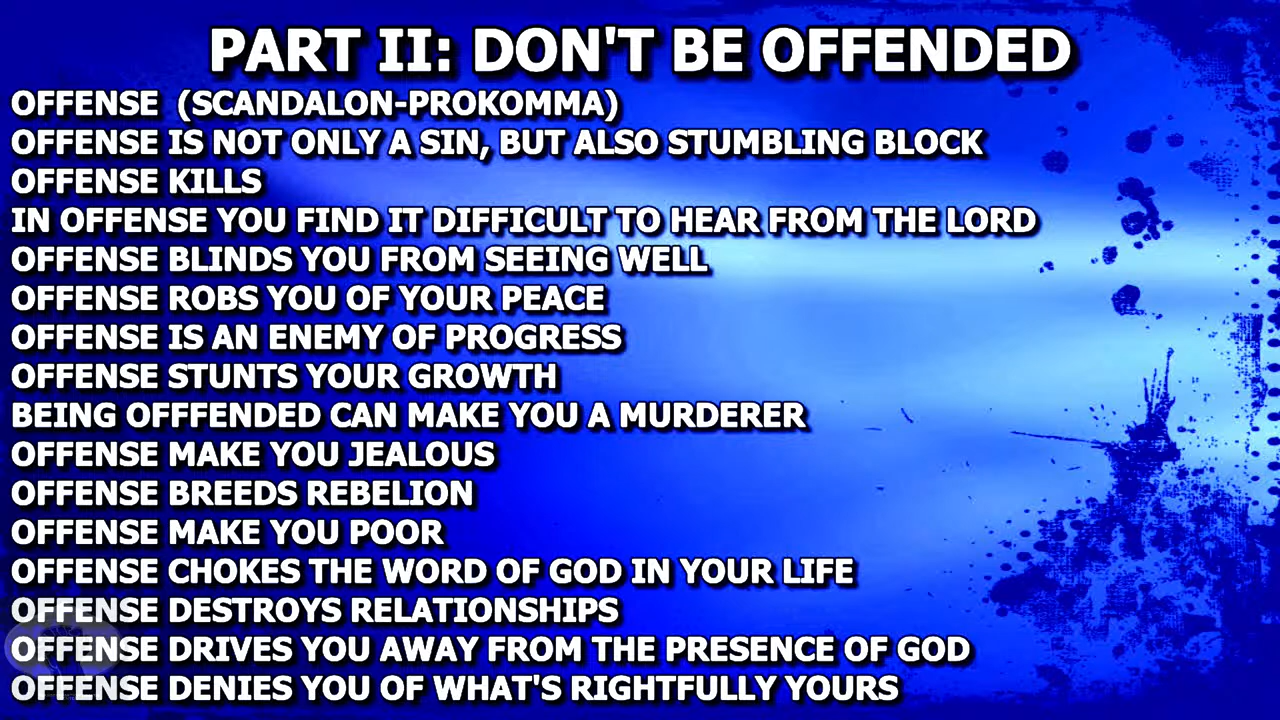 PART II: DON'T BE OFFENDED
OFFENSE (SCANDALON-PROKOMMA)
OFFENSE IS NOT ONLY A SIN, BUT ALSO STUMBLING BLOCK
OFFENSE KILLS
IN OFFENSE YOU FIND IT DIFFICULT TO HEAR FROM THE LORD
OFFENSE BLINDS YOU FROM SEEING WELL
OFFENSE ROBS YOU OF YOUR PEACE
OFFENSE IS AN ENEMY OF PROGRESS
OFFENSE STUNTS YOUR GROWTH
BEING OFFFENDED CAN MAKE YOU A MURDERER
OFFENSE MAKE YOU JEALOUS
OFFENSE BREEDS REBELION
OFFENSE MAKE YOU POOR
OFFENSE CHOKES THE WORD OF GOD IN YOUR LIFE
OFFENSE DESTROYS RELATIONSHIPS
OFFENSE DRIVES YOU AWAY FROM THE PRESENCE OF GOD
OFFENSE DENIES YOU OF WHAT'S RIGHTFULLY YOURS